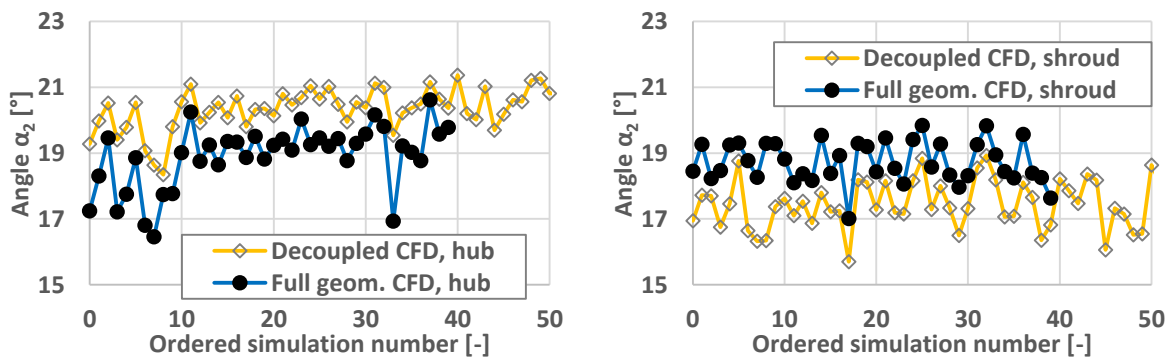 23
21
19
17
15
Angle α₂ [°]
Decoupled CFD, hub
Full geom. CFD, hub
0 10 20 30 40 50
Ordered simulation number [-]
23
21
19
17
15
Angle α₂ [°]
Decoupled CFD, shroud
Full geom. CFD, shroud
0 10 20 30 40 50
Ordered simulation number [-]